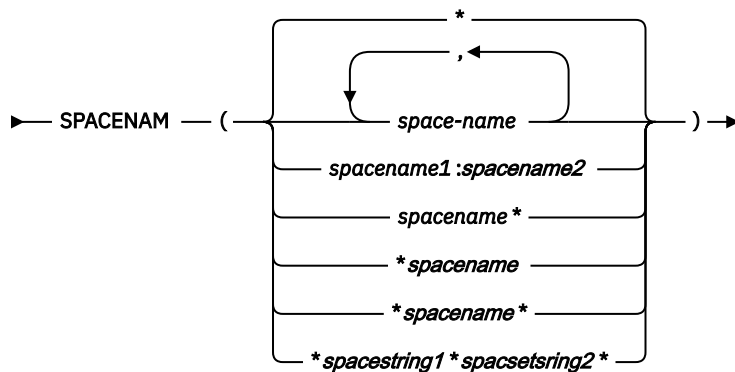 *
,
SPACENAM ( space-name )
spacename1:spacename2
spacename*
*spacename
*spacename*
*spacestring1*spacsetsring2*